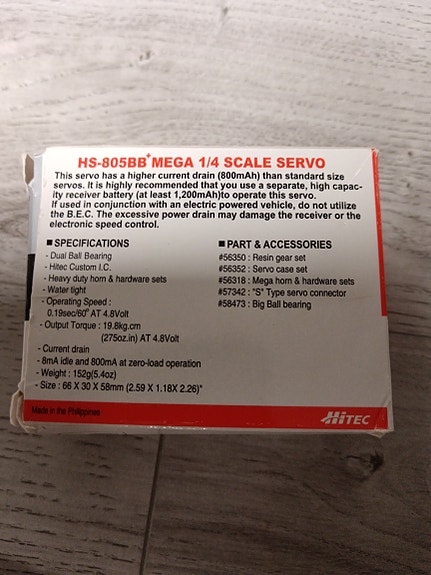 HS-805BB+MEGA 1/4 SCALE SERVO
This servo has a higher current drain (800mAh) than standard size
servos. It is highly recommended that you use a separate, high capac-
ity receiver battery (at least 1,200mAh)to operate this servo.
If used in conjunction with an electric powered vehicle, do not utilize
the B.E.C. The excessive power drain may damage the receiver or the
electronic speed control.
■ SPECIFICATIONS
- Dual Ball Bearing
- Hitec Custom I.C.
- Heavy duty horn & hardware sets
- Water tight
- Operating Speed :
0.19sec/60° AT 4.8Volt
- Output Torque : 19.8kg.cm
(275oz.in) AT 4.8Volt
- Current drain
- 8mA idle and 800mA at zero-load operation
- Weight : 152g(5.4oz)
- Size : 66 X 30 X 58mm (2.59 X 1.18X 2.26)"
■ PART & ACCESSORIES
#56350 : Resin gear set
#56352 : Servo case set
#56318 : Mega horn & hardware sets
#57342 : "S" Type servo connector
#58473 : Big Ball bearing
Made in the Philippines
HiTEC